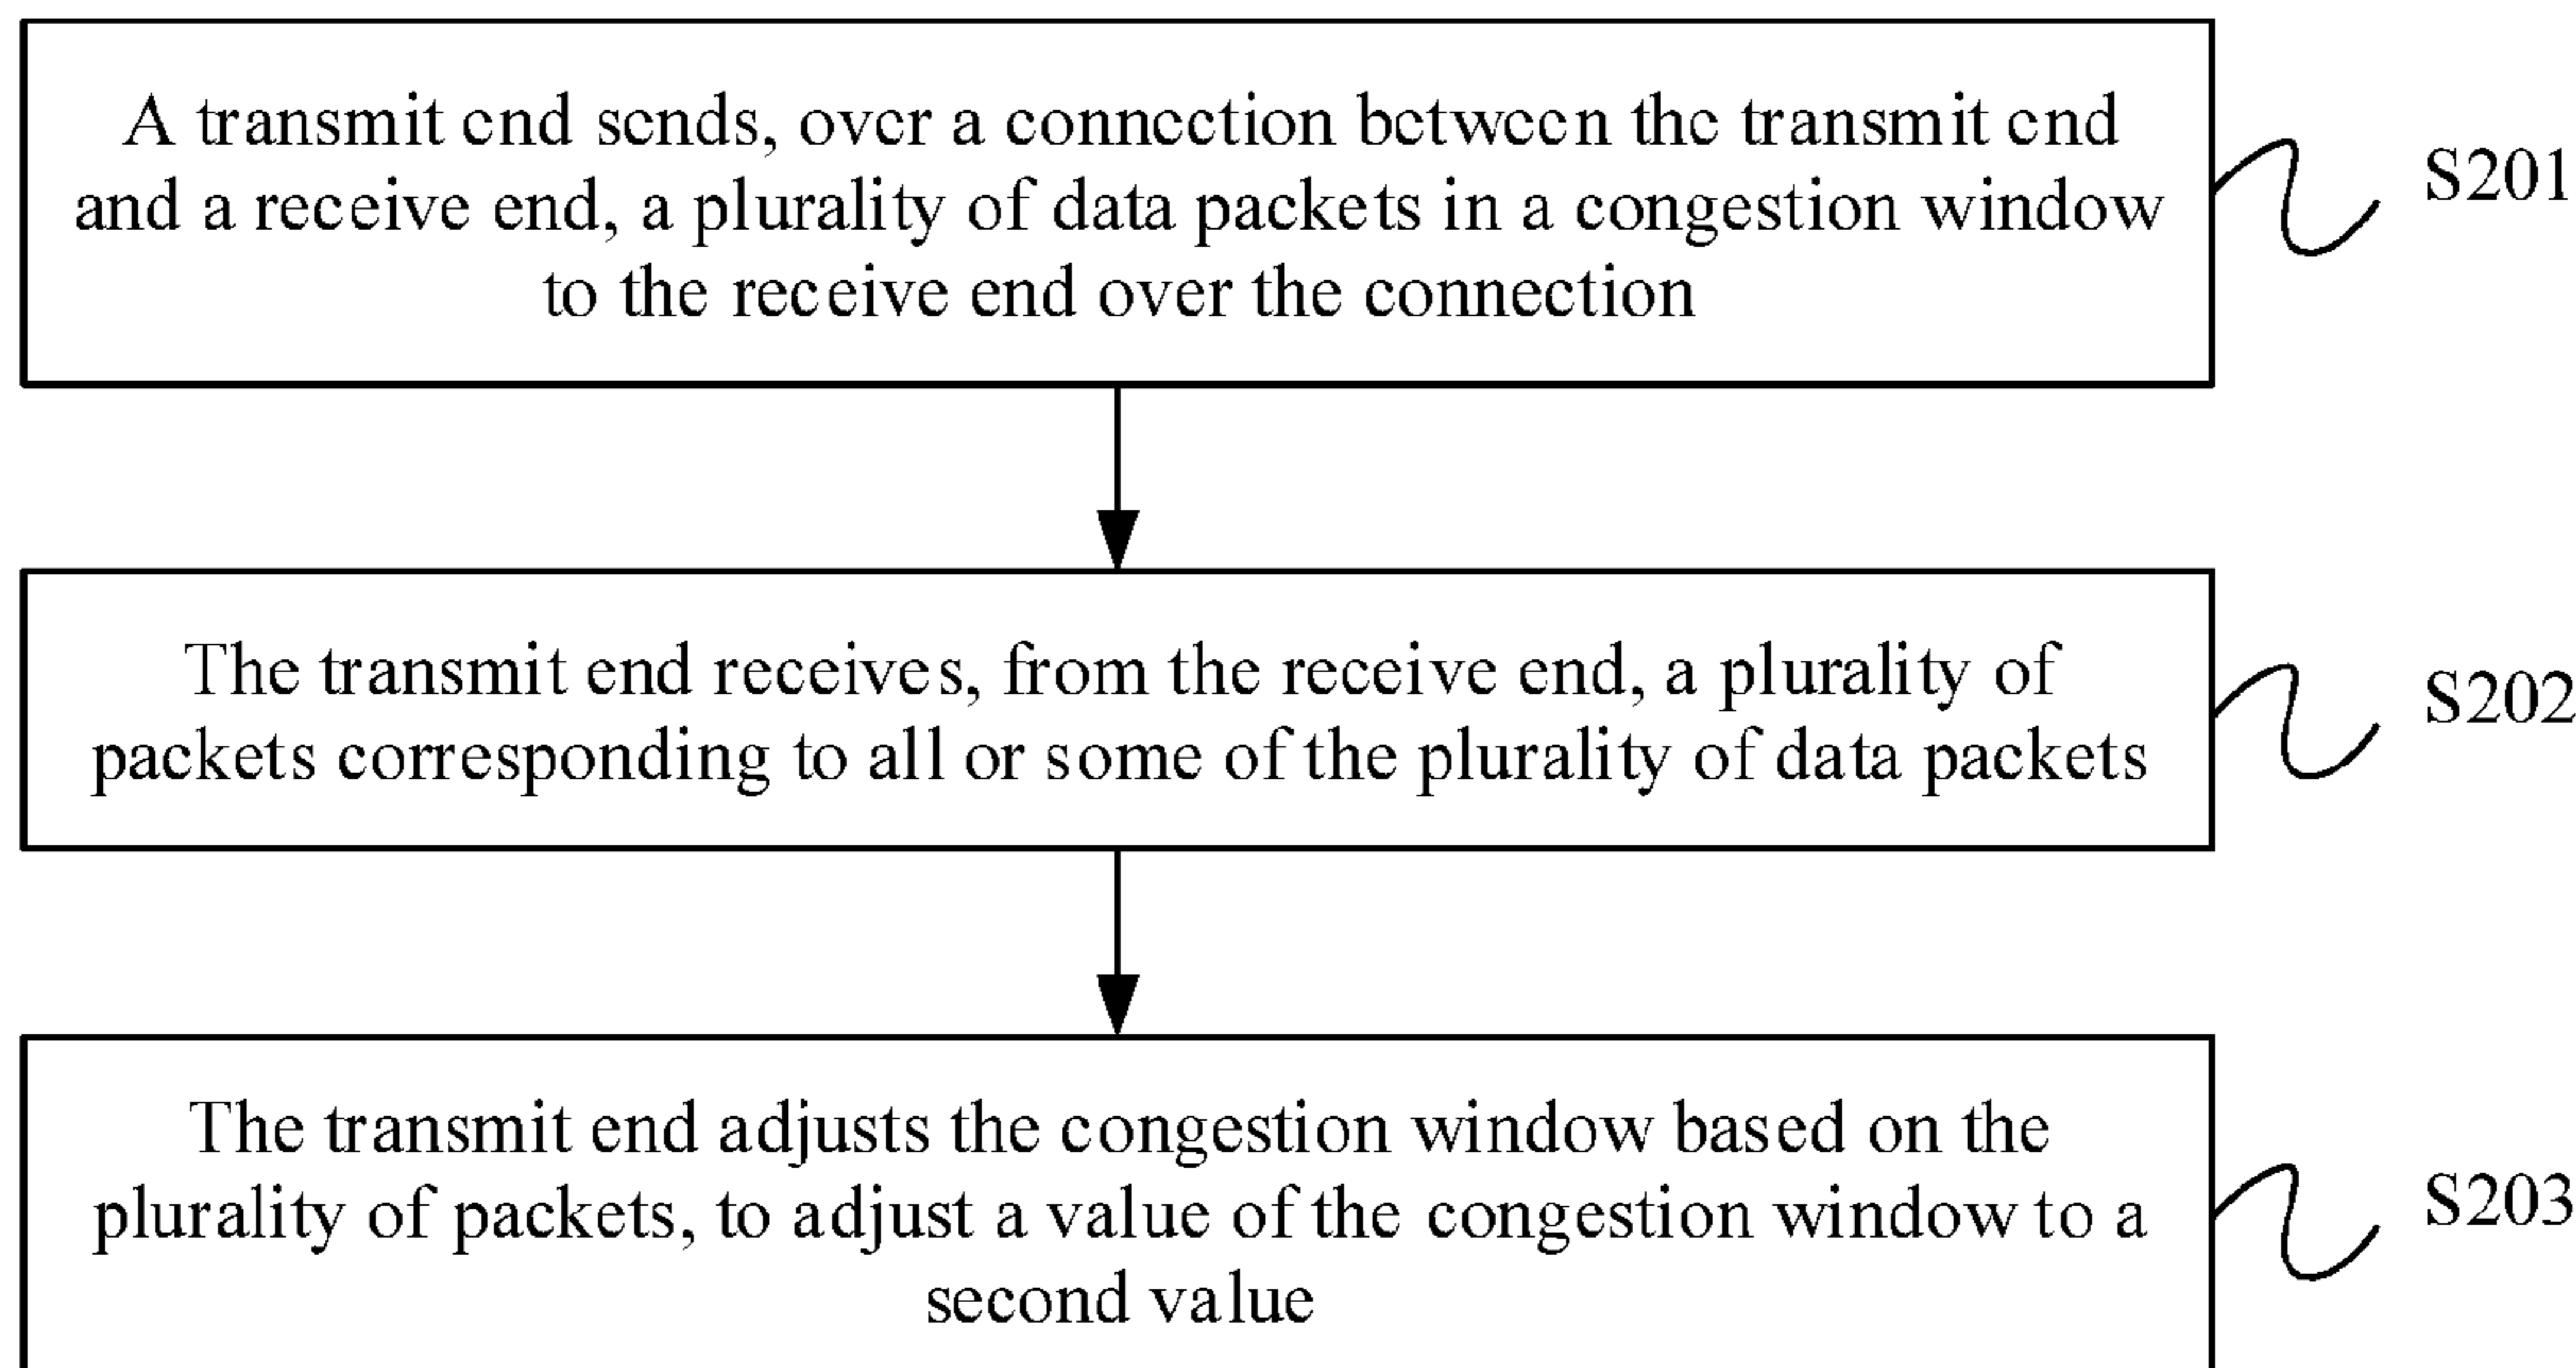 A transmit end sends, over a connection between the transmit end
and a receive end, a plurality of data packets in a congestion window
to the receive end over the connection
S201
The transmit end receives, from the receive end, a plurality of
packets corresponding to all or some of the plurality of data packets
S202
The transmit end adjusts the congestion window based on the
plurality of packets, to adjust a value of the congestion window to a
second value
S203